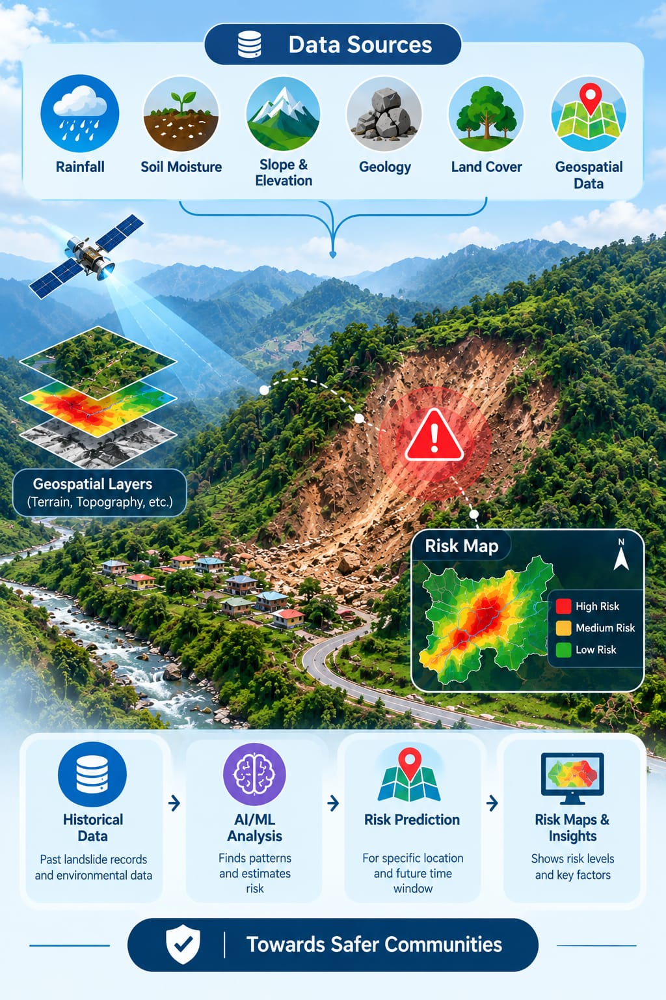 Data Sources
Rainfall
Soil Moisture
Slope &
Elevation
Geology
Land Cover
Geospatial
Data
Geospatial Layers
(Terrain, Topography, etc.)
Risk Map
N
High Risk
Medium Risk
Low Risk
Historical
Data
Past landslide records
and environmental data
AI/ML
Analysis
Finds patterns
and estimates
risk
Risk Prediction
For specific location
and future time
window
Risk Maps &
Insights
Shows risk levels
and key factors
Towards Safer Communities